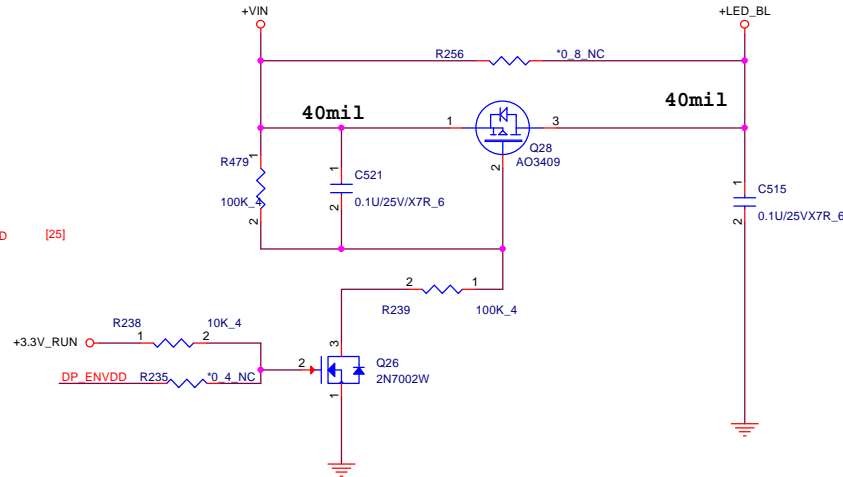 +VIN
+LED_BL
R256
*0_8_NC
40mil
40mil
1
3
Q28
AO3409
2
R479
1
100K_4
2
1
C521
2
0.1U/25V/X7R_6
1
C515
2
0.1U/25VX7R_6
D
[25]
2
1
R239
100K_4
R238
10K_4
+3.3V_RUN
1
2
3
2
Q26
2N7002W
1
DP_ENVDD
R235
*0_4_NC